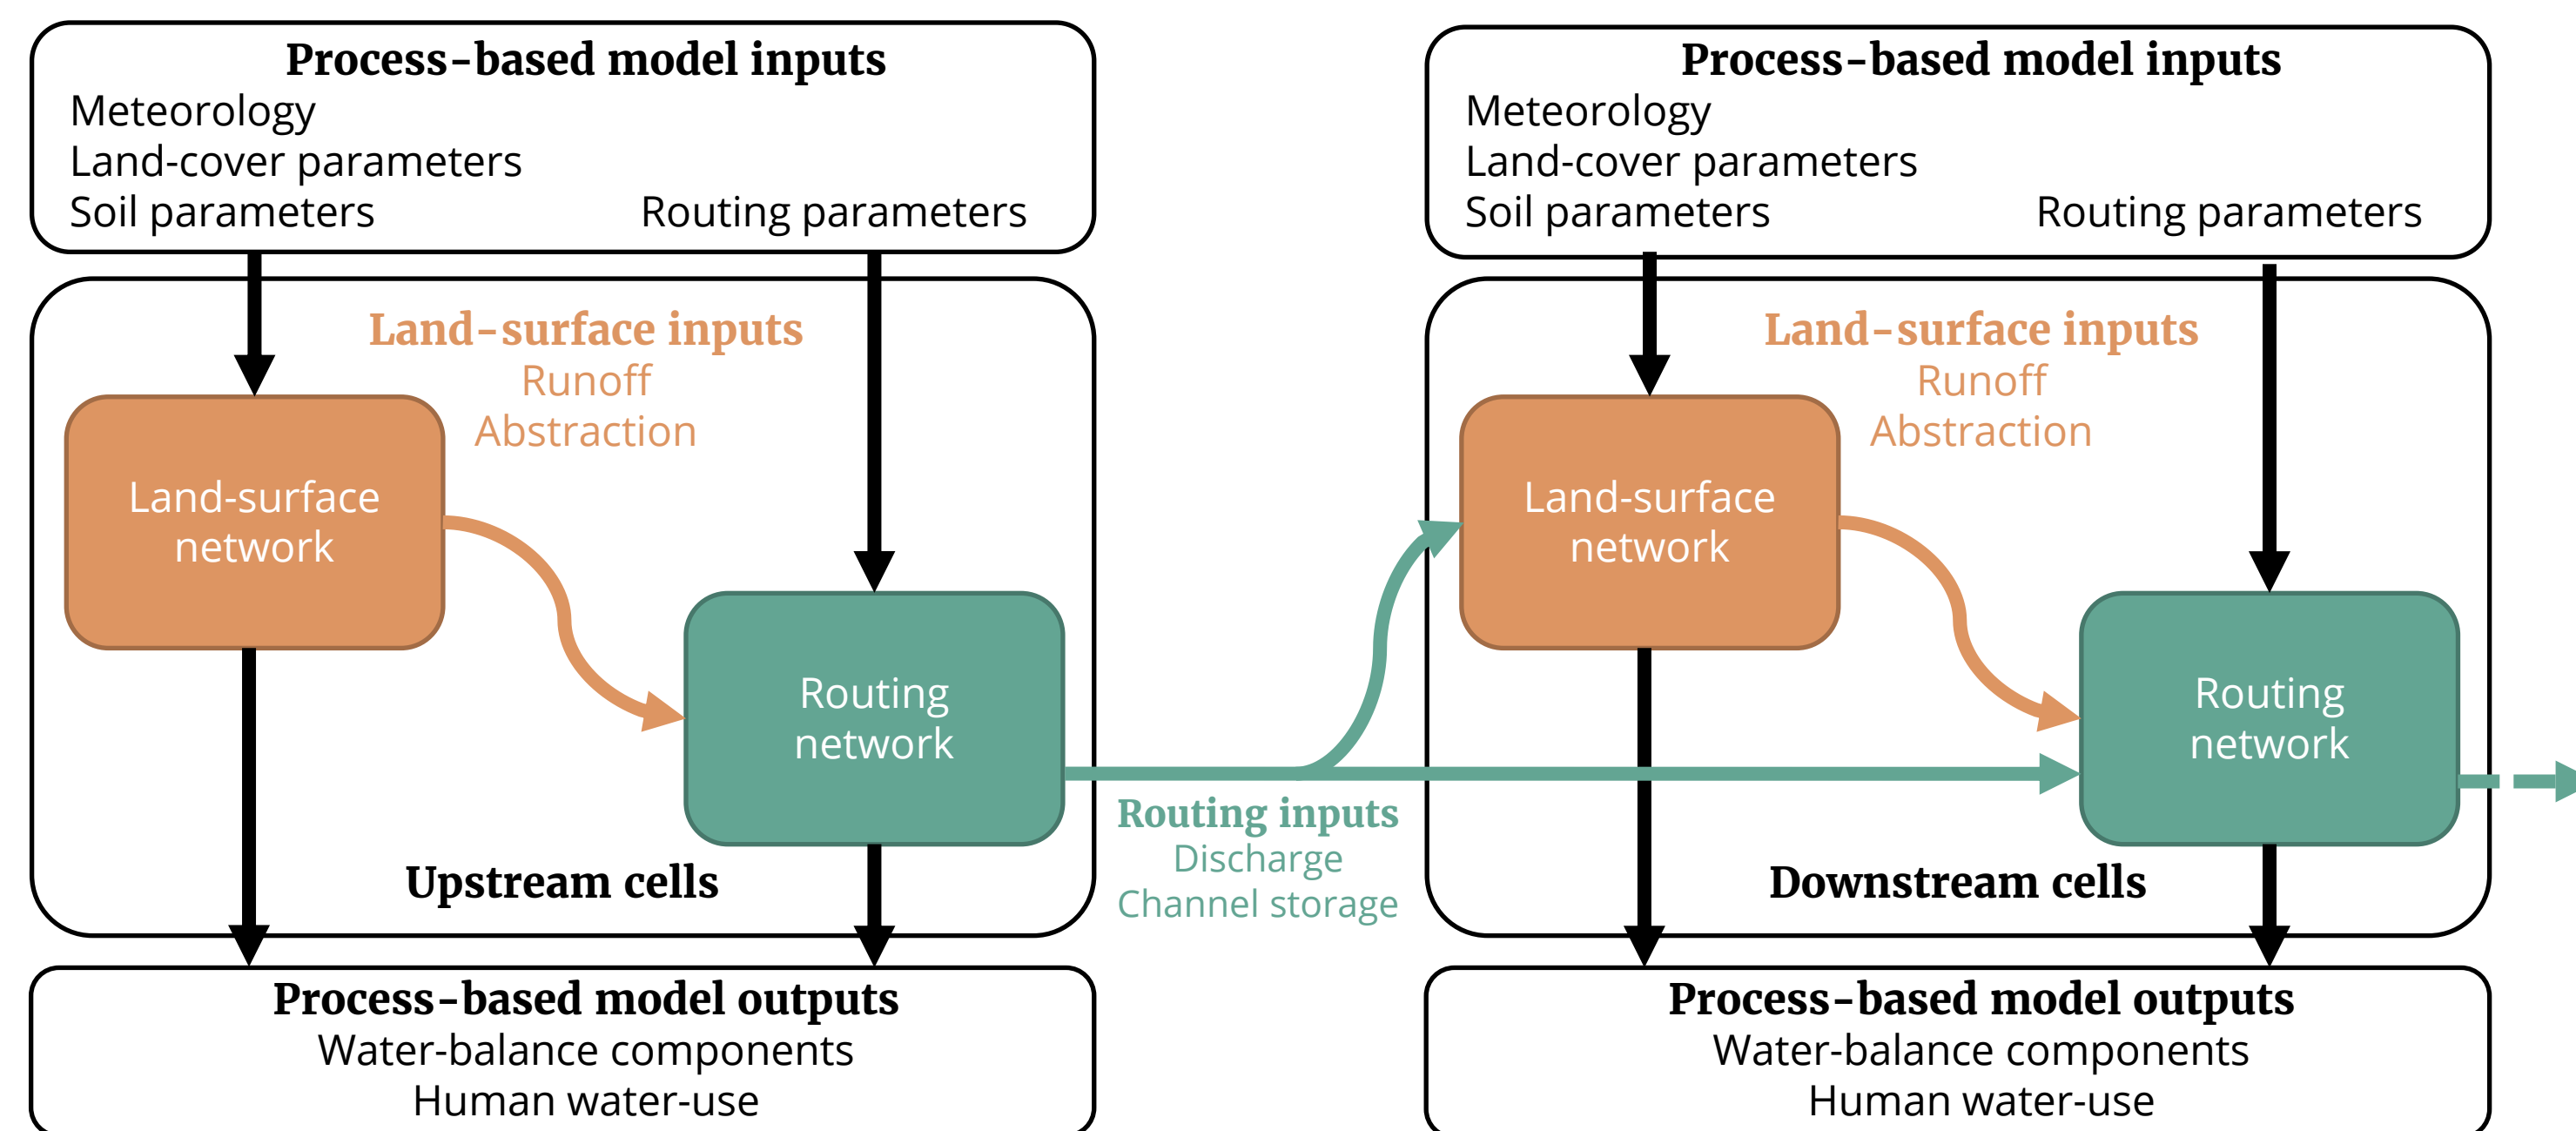 Process-based model inputs
Meteorology
Land-cover parameters
Soil parameters
Routing parameters
Land-surface inputs
Runoff
Abstraction
Land-surface
network
Routing
network
Upstream cells
Process-based model outputs
Water-balance components
Human water-use
Routing inputs
Discharge
Channel storage
Process-based model inputs
Meteorology
Land-cover parameters
Soil parameters
Routing parameters
Land-surface inputs
Runoff
Abstraction
Land-surface
network
Routing
network
Downstream cells
Process-based model outputs
Water-balance components
Human water-use